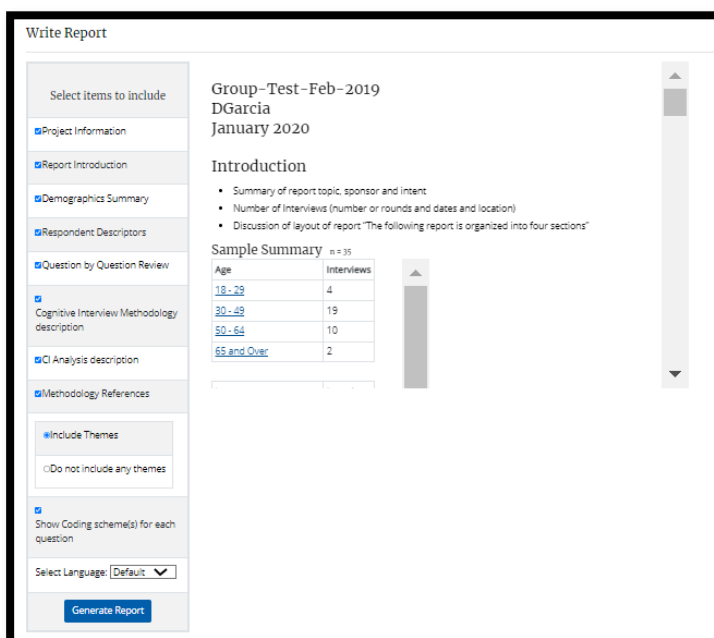 Write Report
Select items to include
Project Information
Report Introduction
Demographics Summary
Respondent Descriptors
Question by Question Review
Cognitive Interview Methodology
description
CI Analysis description
Methodology References
Include Themes
Do not include any themes
Show Coding scheme(s) for each
question
Select Language: Default
Generate Report
Group-Test-Feb-2019
DGarcia
January 2020
Introduction
• Summary of report topic, sponsor and intent
• Number of Interviews (number or rounds and dates and location)
• Discussion of layout of report "The following report is organized into four sections"
Sample Summary n = 35
Age Interviews
18 - 29 4
30 - 49 19
50 - 64 10
65 and Over 2